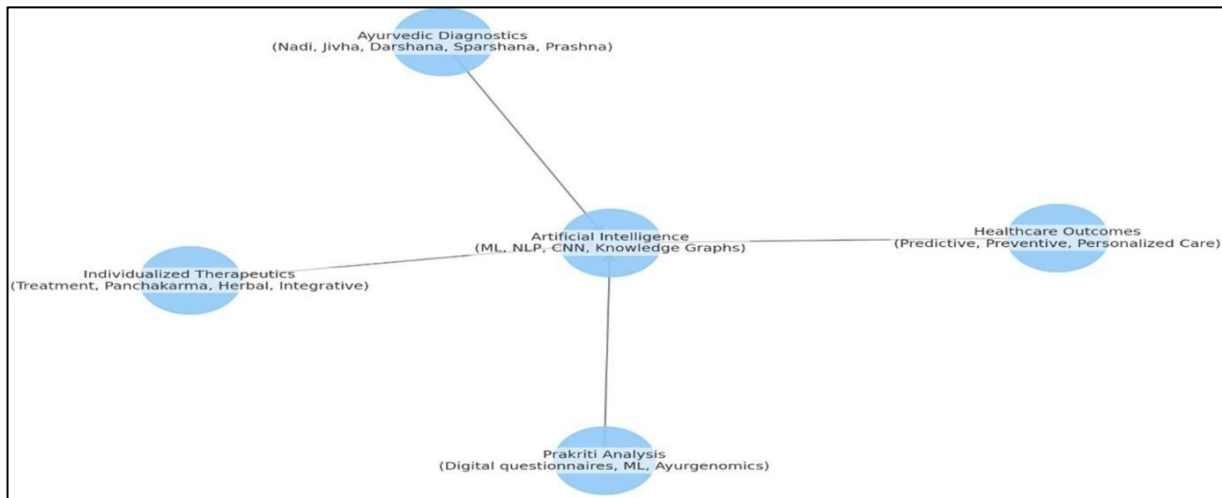 Ayurvedic Diagnostics
(Nadi, Jivha, Darshana, Sparshana, Prashna)
Artificial Intelligence
(ML, NLP, CNN, Knowledge Graphs)
Healthcare Outcomes
(Predictive, Preventive, Personalized Care)
Individualized Therapeutics
(Treatment, Panchakarma, Herbal, Integrative)
Prakriti Analysis
(Digital questionnaires, ML, Ayurgenomics)